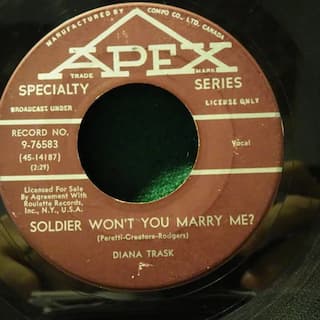 MANUFACTURED BY COMPO CO., LTD. CANADA
APEX
TRADE MARK
SPECIALTY SERIES
BROADCAST UNDER LICENSE ONLY
RECORD NO.
9-76583
(45-14187)
(2:29)
Vocal
Licensed For Sale
By Agreement With
Roulette Records,
Inc., N.Y., U.S.A.
SOLDIER WON'T YOU MARRY ME?
(Peretti-Creatore-Rodgers)
DIANA TRASK